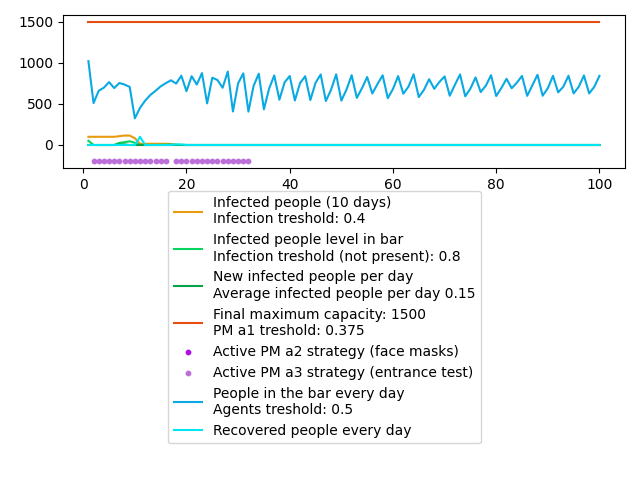 1500
1000
500
0
0 20 40 60 80 100
Infected people (10 days)
Infection treshold: 0.4
Infected people level in bar
Infection treshold (not present): 0.8
New infected people per day
Average infected people per day 0.15
Final maximum capacity: 1500
PM a1 treshold: 0.375
Active PM a2 strategy (face masks)
Active PM a3 strategy (entrance test)
People in the bar every day
Agents treshold: 0.5
Recovered people every day